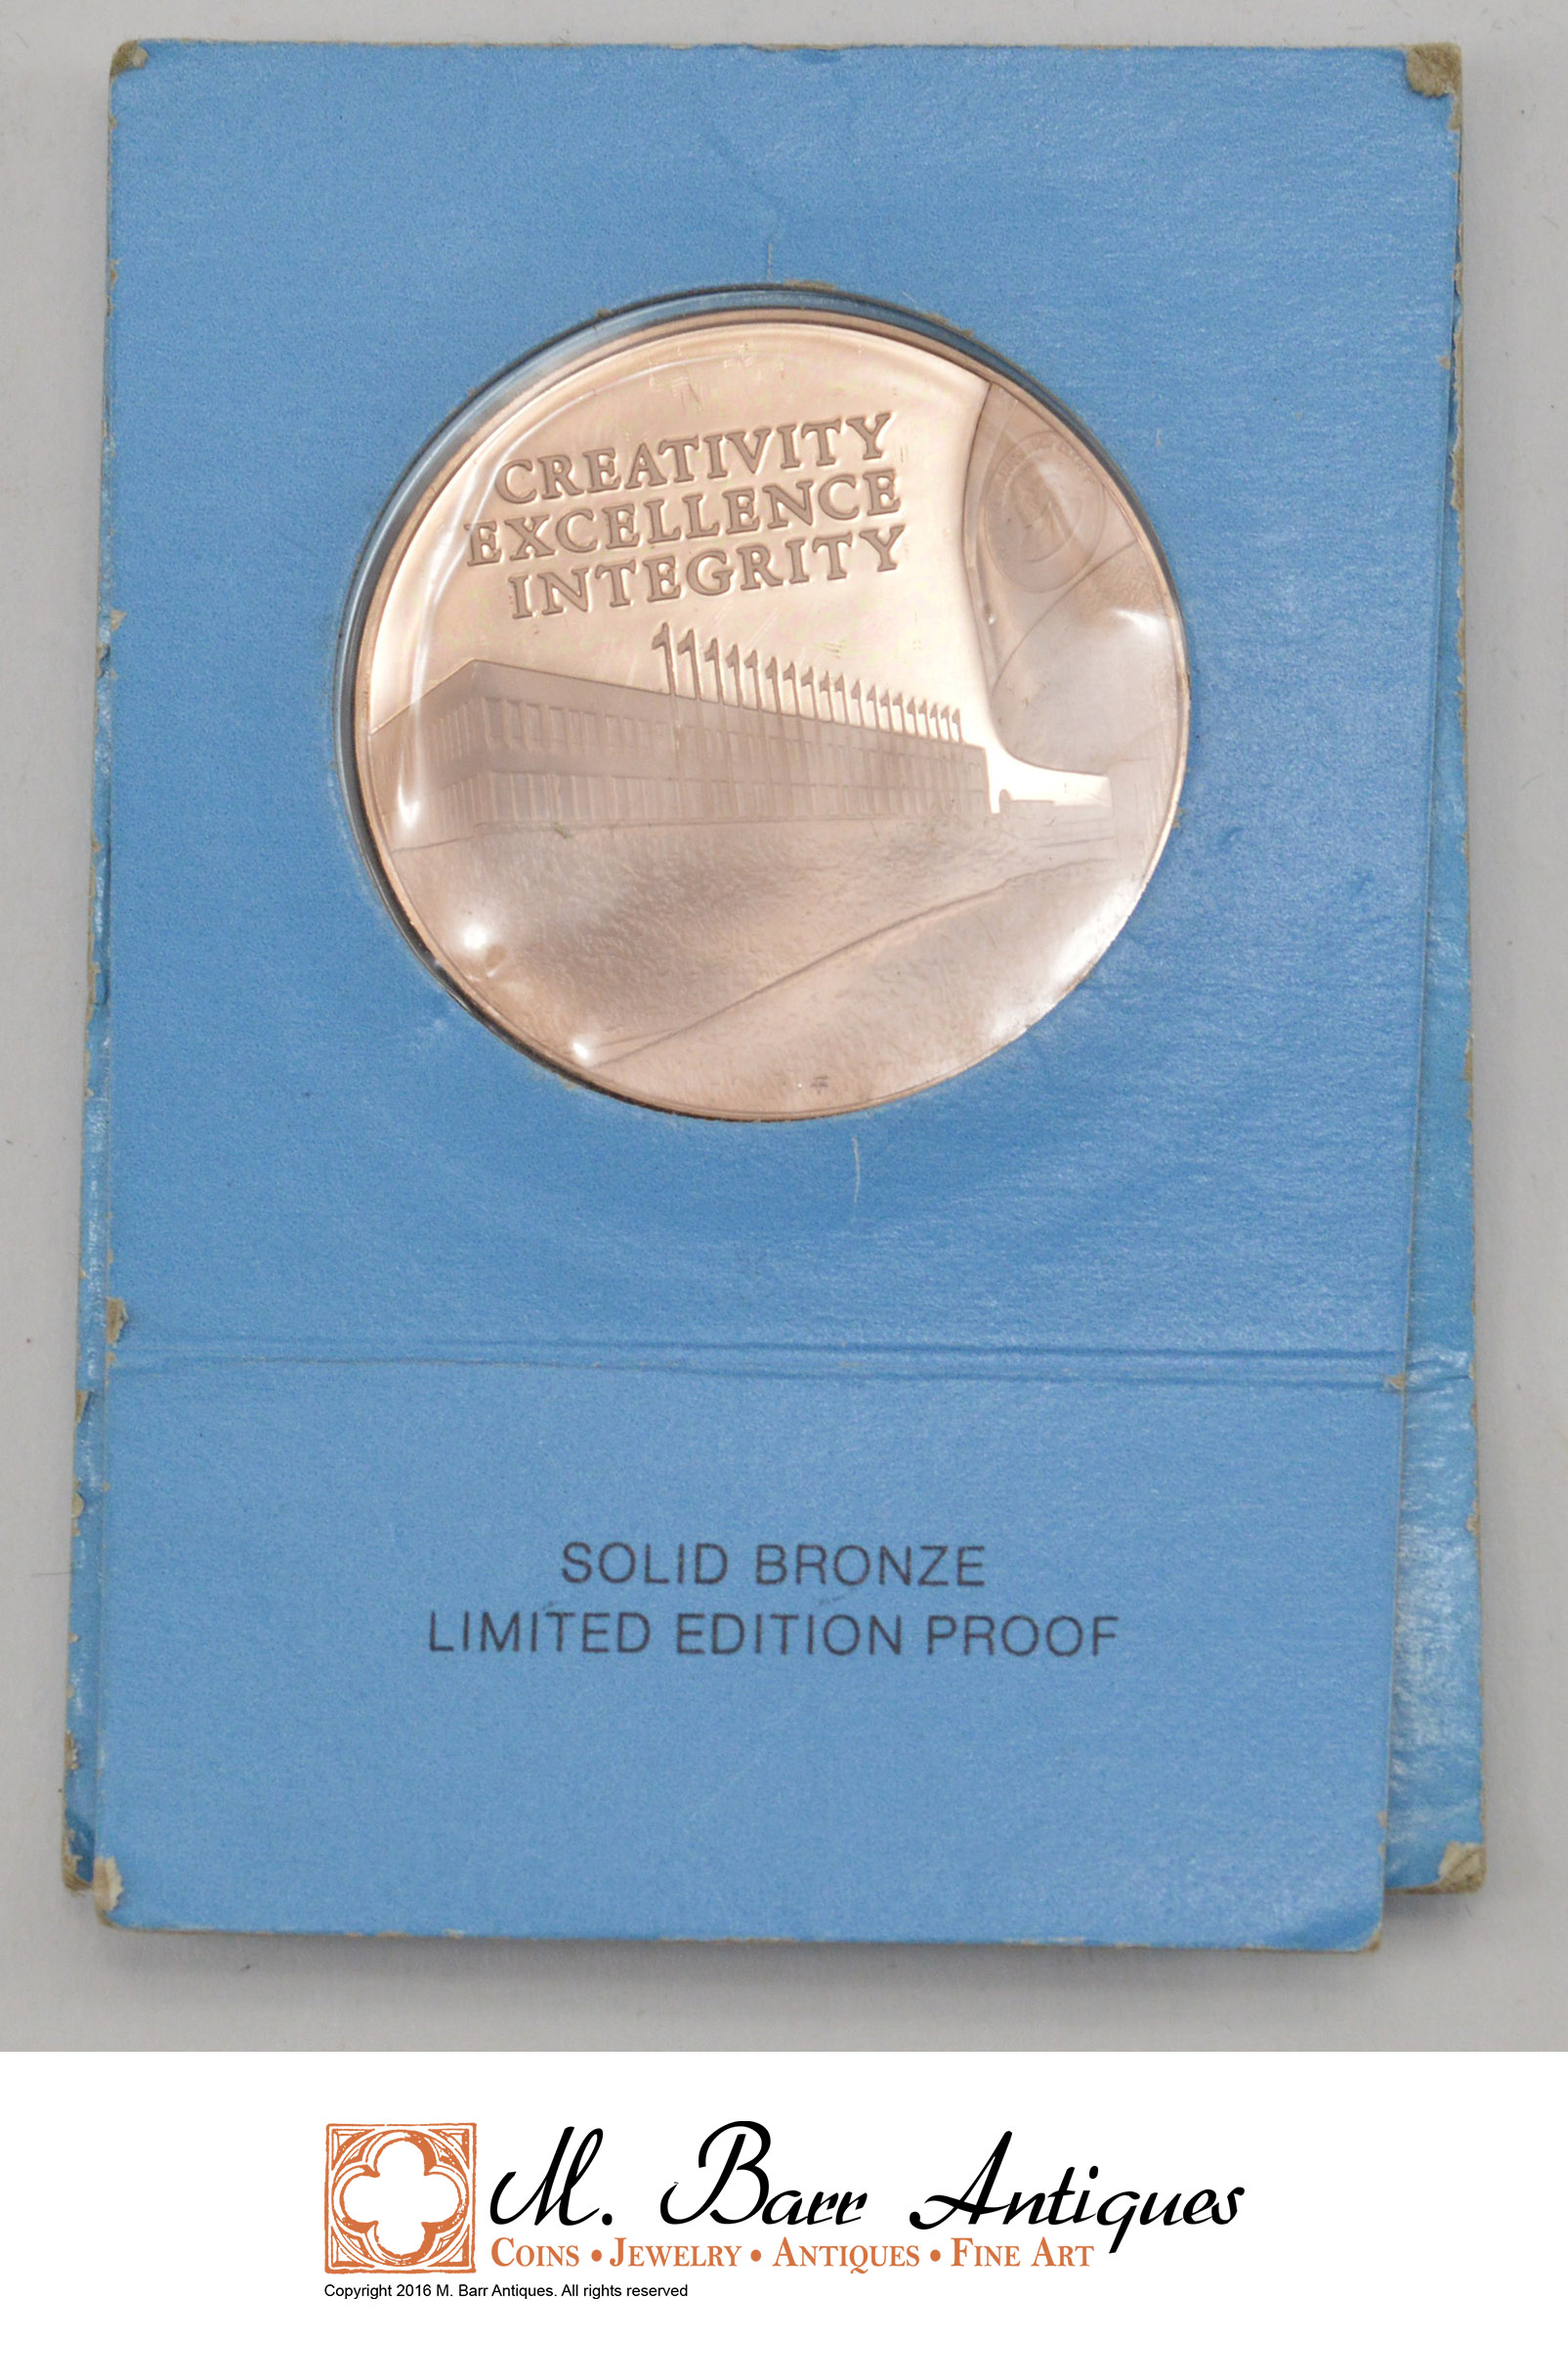 CREATIVITY
EXCELLENCE
INTEGRITY
SOLID BRONZE
LIMITED EDITION PROOF
M. Barr Antiques
COINS • JEWELRY • ANTIQUES • FINE ART
Copyright 2016 M. Barr Antiques. All rights reserved